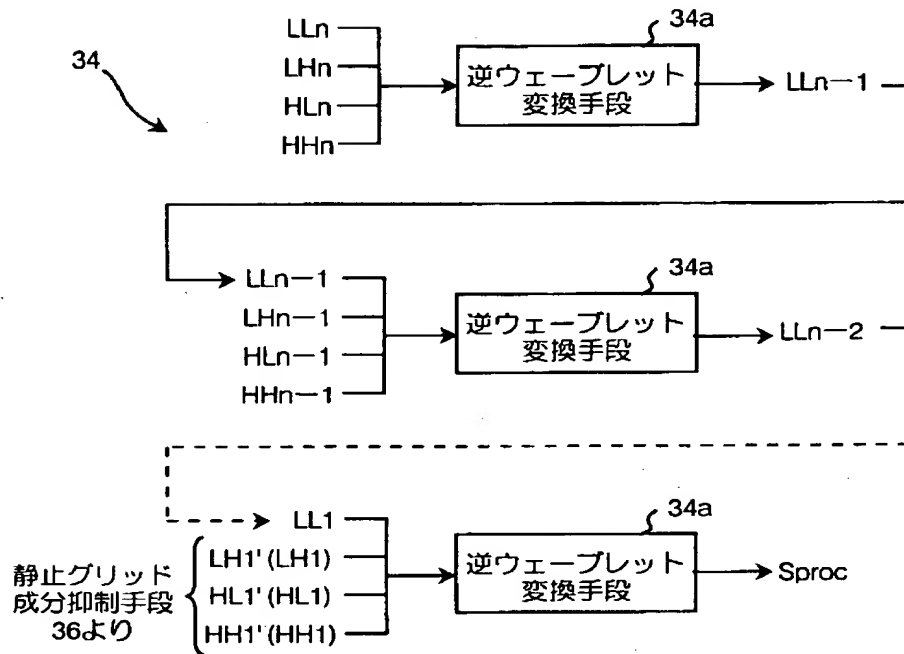 34
LLn
LHn
HLn
HHn
34a
逆ウェーブレット
変換手段
LLn−1
LLn−1
LHn−1
HLn−1
HHn−1
34a
逆ウェーブレット
変換手段
LLn−2
静止グリッド
成分抑制手段
36より
LL1
LH1'(LH1)
HL1'(HL1)
HH1'(HH1)
34a
逆ウェーブレット
変換手段
Sproc